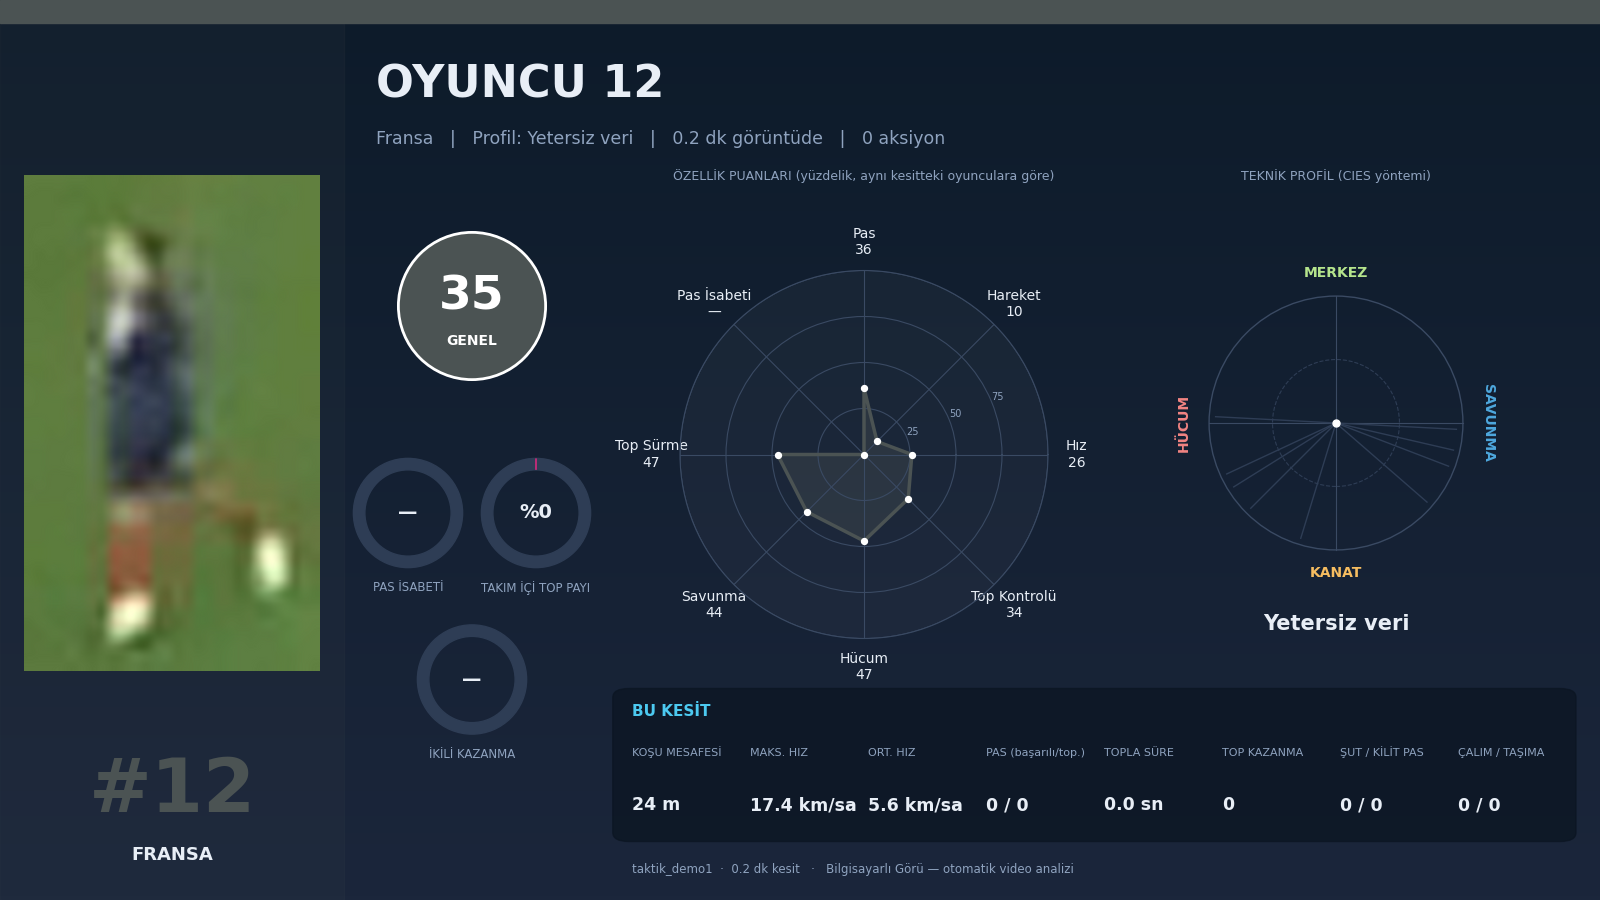 OYUNCU 12
Fransa | Profil: Yetersiz veri | 0.2 dk görüntüde | 0 aksiyon
ÖZELLİK PUANLARI (yüzdelik, aynı kesitteki oyunculara göre)
TEKNİK PROFİL (CIES yöntemi)
35
GENEL
—
PAS İSABETİ
%0
TAKIM İÇİ TOP PAYI
—
İKİLİ KAZANMA
Pas
36
Pas İsabeti
—
Hareket
10
75
50
25
Top Sürme
47
Hız
26
Savunma
44
Top Kontrolü
34
Hücum
47
MERKEZ
HÜCUM
SAVUNMA
KANAT
Yetersiz veri
#12
FRANSA
BU KESİT
KOŞU MESAFESİ MAKS. HIZ ORT. HIZ PAS (başarılı/top.) TOPLA SÜRE TOP KAZANMA ŞUT / KİLİT PAS ÇALIM / TAŞIMA
24 m 17.4 km/sa 5.6 km/sa 0 / 0 0.0 sn 0 0 / 0 0 / 0
taktik_demo1 · 0.2 dk kesit · Bilgisayarlı Görü — otomatik video analizi